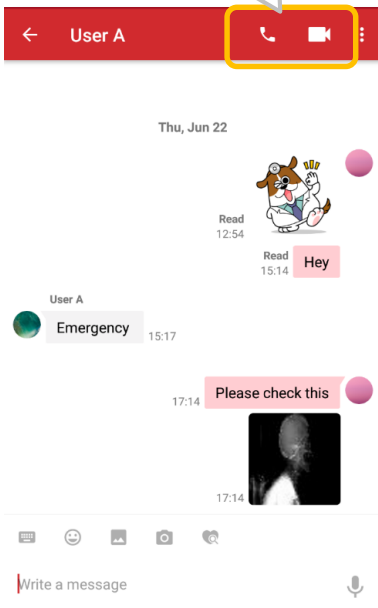 User A
Thu, Jun 22
Read
12:54
Read
15:14
Hey
User A
Emergency
15:17
Please check this
17:14
17:14
Write a message